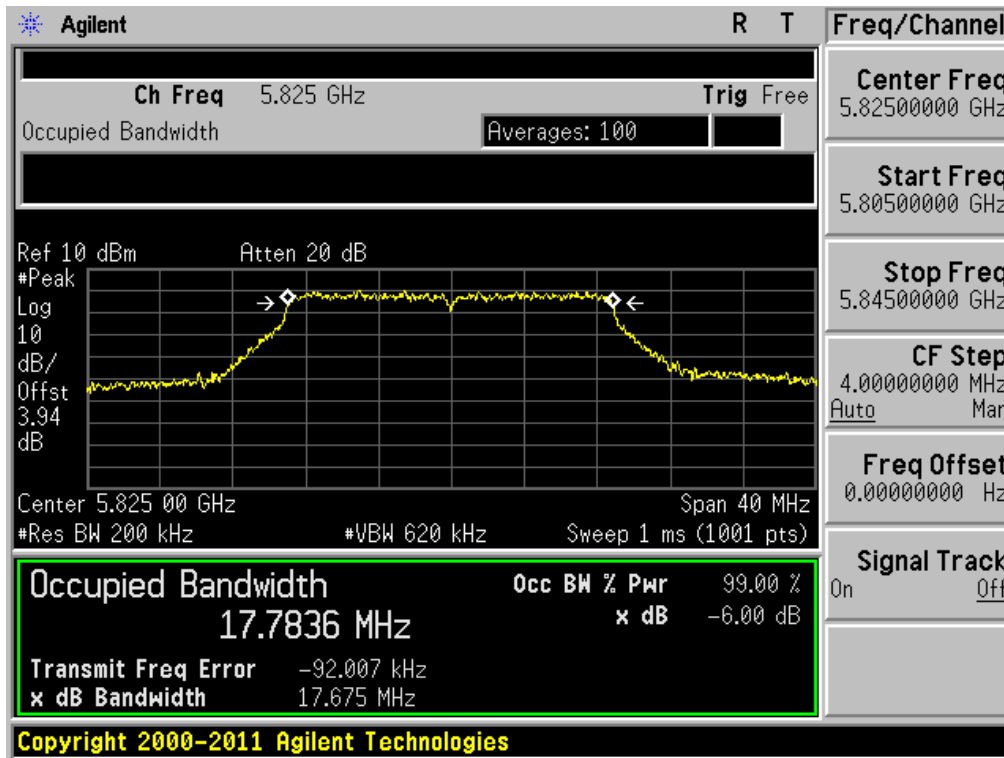 Agilent R T
Freq/Channel
Ch Freq 5.825 GHz Trig Free
Occupied Bandwidth Averages: 100
Center Freq
5.82500000 GHz
Start Freq
5.80500000 GHz
Stop Freq
5.84500000 GHz
CF Step
4.00000000 MHz
Auto Man
Freq Offset
0.00000000 Hz
Signal Track
On Off
Ref 10 dBm Atten 20 dB
#Peak
Log
10
dB/
Offst
3.94
dB
Center 5.825 00 GHz Span 40 MHz
#Res BW 200 kHz #VBW 620 kHz Sweep 1 ms (1001 pts)
Occupied Bandwidth Occ BW % Pwr 99.00 %
17.7836 MHz x dB -6.00 dB
Transmit Freq Error -92.007 kHz
x dB Bandwidth 17.675 MHz
Copyright 2000-2011 Agilent Technologies